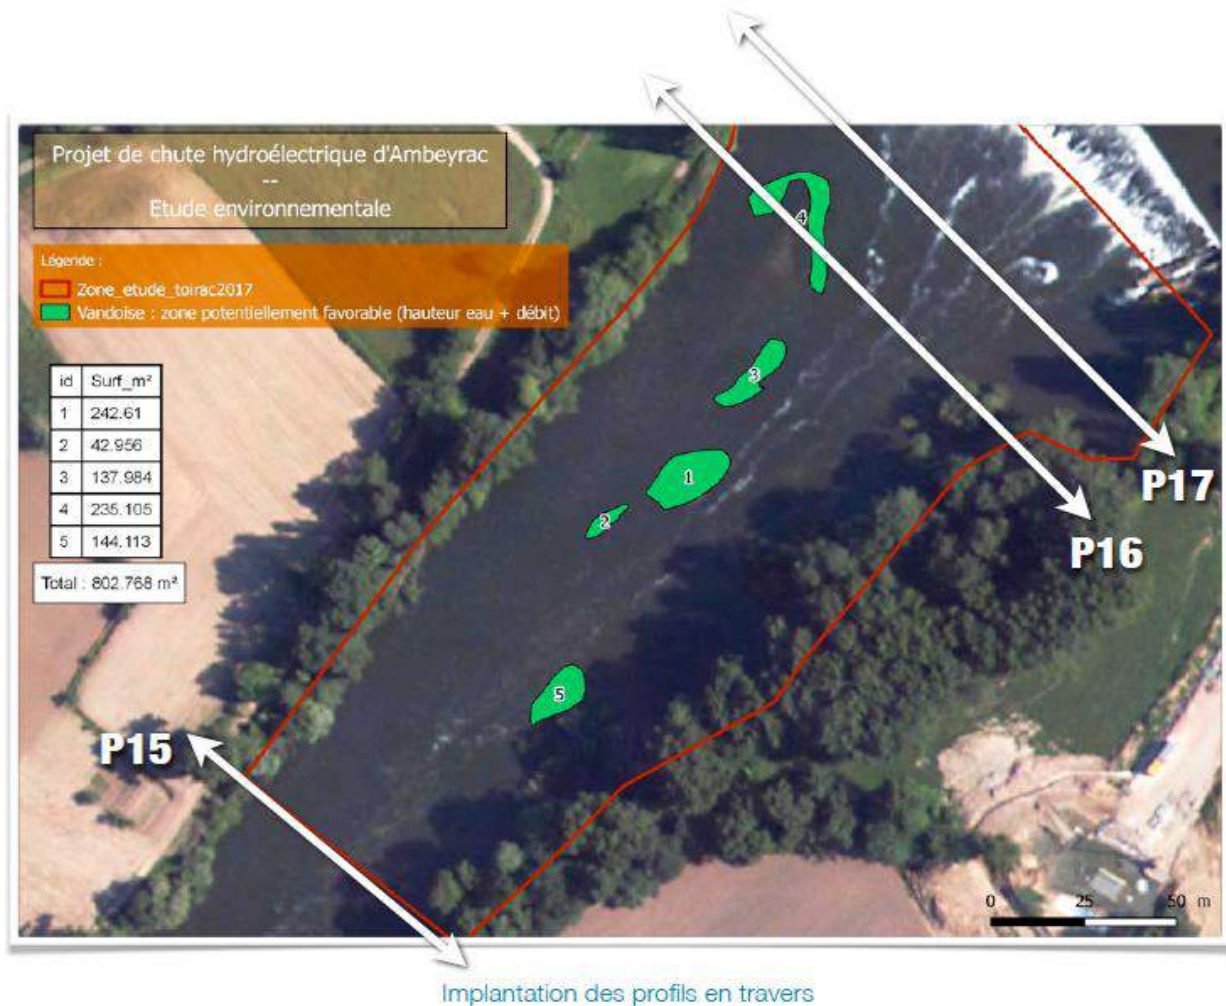 Projet de chute hydroélectrique d'Ambeyrac
--
Etude environnementale
Légende :
Zone_etude_toirac2017
Vandoise : zone potentiellement favorable (hauteur eau + débit)
id Surf_m²
1 242.61
2 42.956
3 137.984
4 235.105
5 144.113
Total : 802.768 m²
4
3
1
2
5
P17
P16
P15
0 25 50 m
Implantation des profils en travers